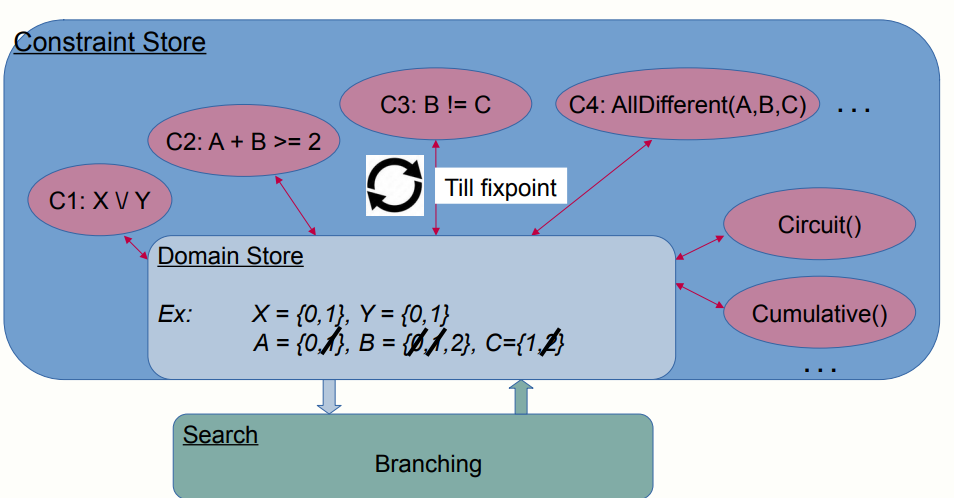 Constraint Store
C3: B != C
C4: AllDifferent(A,B,C)
. . .
C2: A + B >= 2
C1: X \/ Y
Till fixpoint
Circuit()
Domain Store
Ex: X = {0,1}, Y = {0,1}
A = {0,1}, B = {0,1,2}, C={1,2}
Cumulative()
. . .
Search
Branching